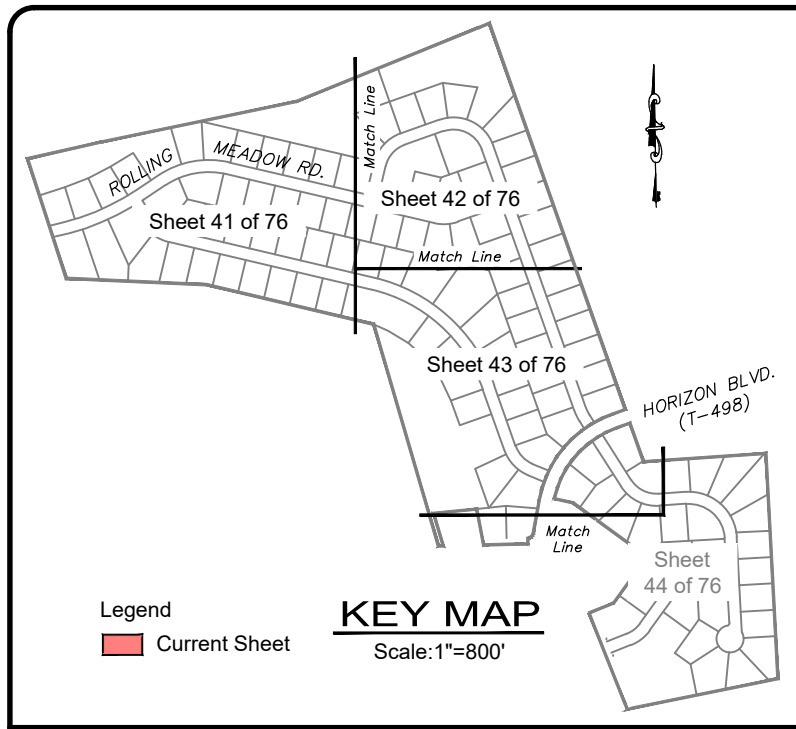 Match Line
ROLLING
MEADOW RD.
Sheet 42 of 76
Sheet 41 of 76
Match Line
Sheet 43 of 76
HORIZON BLVD.
(T-498)
Match
Line
Sheet
44 of 76
Legend
Current Sheet
KEY MAP
Scale:1"=800'